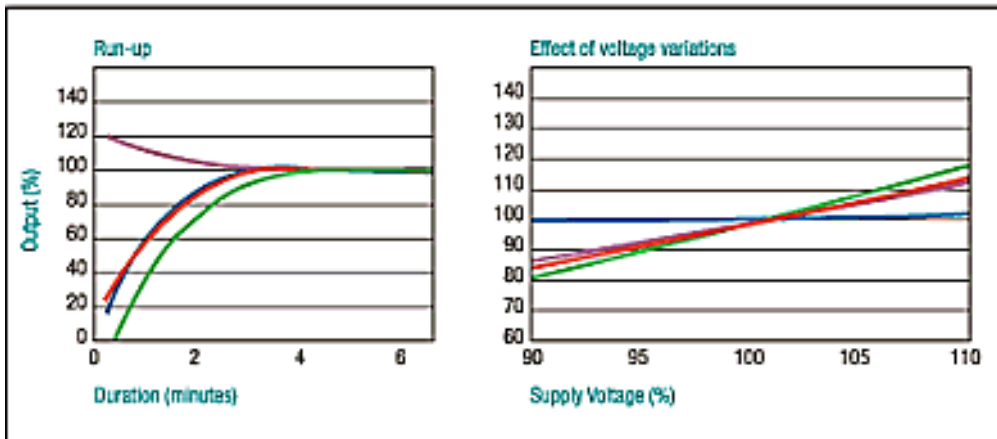 Run-up
140
120
100
80
60
40
20
0
Output (%)
0 2 4 6
Duration (minutes)
Effect of voltage variations
140
130
120
110
100
90
80
70
60
90 95 100 105 110
Supply Voltage (%)